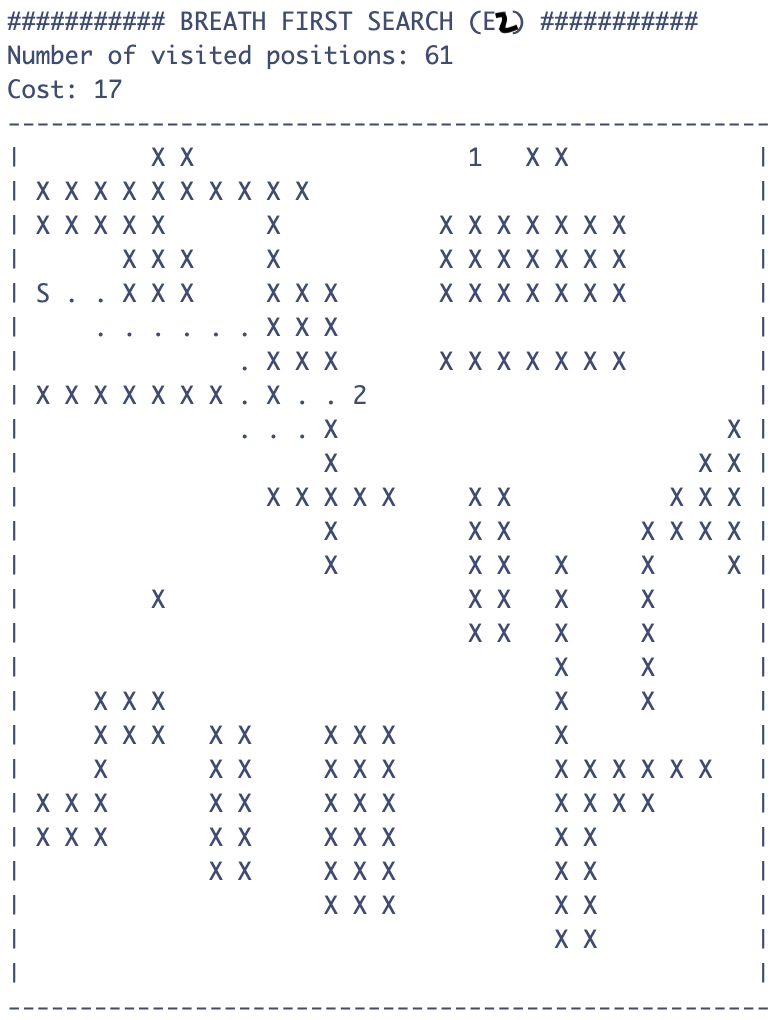 ########### BREATH FIRST SEARCH (E2) ###########
Number of visited positions: 61
Cost: 17
-----------------------------------------------------
|         X X                   1   X X             |
| X X X X X X X X X X                               |
| X X X X X       X           X X X X X X X         |
|       X X X     X           X X X X X X X         |
| S . . X X X     X X X       X X X X X X X         |
|     . . . . . . X X X                             |
|               . X X X       X X X X X X X         |
| X X X X X X X . X . . 2                           |
|               . . . X                           X |
|                     X                         X X |
|                 X X X X X     X X           X X X |
|                     X         X X         X X X X |
|                     X         X X   X     X     X |
|         X                     X X   X     X       |
|                               X X   X     X       |
|                                     X     X       |
|     X X X                           X     X       |
|     X X X   X X     X X X           X             |
|     X       X X     X X X           X X X X X X   |
| X X X       X X     X X X           X X X X       |
| X X X       X X     X X X           X X           |
|             X X     X X X           X X           |
|                     X X X           X X           |
|                                     X X           |
|                                                   |
-----------------------------------------------------